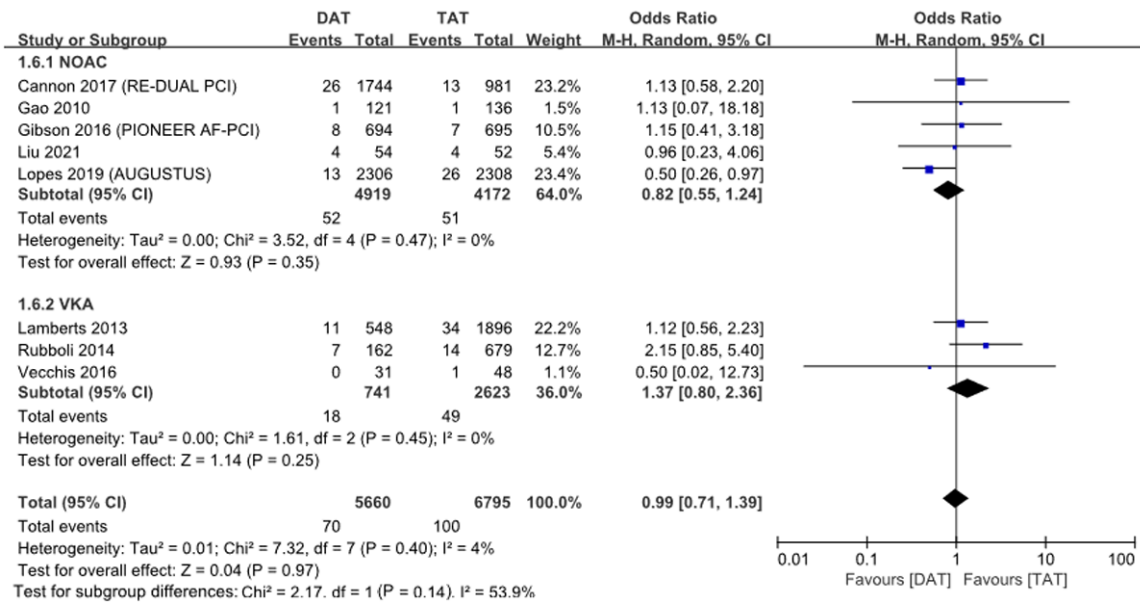 DAT TAT Odds Ratio Odds Ratio
Study or Subgroup Events Total Events Total Weight M-H, Random, 95% CI M-H, Random, 95% CI
1.6.1 NOAC
Cannon 2017 (RE-DUAL PCI) 26 1744 13 981 23.2% 1.13 [0.58, 2.20]
Gao 2010 1 121 1 136 1.5% 1.13 [0.07, 18.18]
Gibson 2016 (PIONEER AF-PCI) 8 694 7 695 10.5% 1.15 [0.41, 3.18]
Liu 2021 4 54 4 52 5.4% 0.96 [0.23, 4.06]
Lopes 2019 (AUGUSTUS) 13 2306 26 2308 23.4% 0.50 [0.26, 0.97]
Subtotal (95% CI) 4919 4172 64.0% 0.82 [0.55, 1.24]
Total events 52 51
Heterogeneity: Tau² = 0.00; Chi² = 3.52, df = 4 (P = 0.47); I² = 0%
Test for overall effect: Z = 0.93 (P = 0.35)
1.6.2 VKA
Lamberts 2013 11 548 34 1896 22.2% 1.12 [0.56, 2.23]
Rubboli 2014 7 162 14 679 12.7% 2.15 [0.85, 5.40]
Vecchis 2016 0 31 1 48 1.1% 0.50 [0.02, 12.73]
Subtotal (95% CI) 741 2623 36.0% 1.37 [0.80, 2.36]
Total events 18 49
Heterogeneity: Tau² = 0.00; Chi² = 1.61, df = 2 (P = 0.45); I² = 0%
Test for overall effect: Z = 1.14 (P = 0.25)
Total (95% CI) 5660 6795 100.0% 0.99 [0.71, 1.39]
Total events 70 100
Heterogeneity: Tau² = 0.01; Chi² = 7.32, df = 7 (P = 0.40); I² = 4%
Test for overall effect: Z = 0.04 (P = 0.97)
Test for subgroup differences: Chi² = 2.17. df = 1 (P = 0.14). I² = 53.9%
0.01 0.1 1 10 100
Favours [DAT] Favours [TAT]